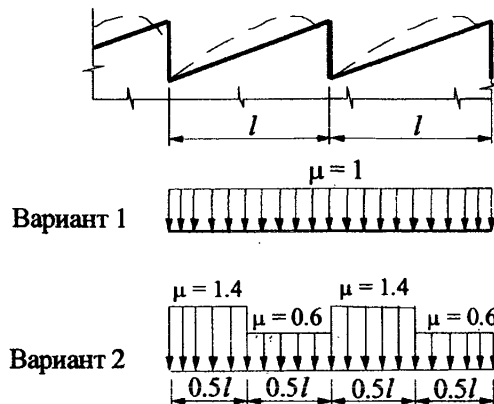 l l
μ = 1
Вариант 1
μ = 1.4 μ = 1.4
μ = 0.6 μ = 0.6
Вариант 2
0.5l 0.5l 0.5l 0.5l